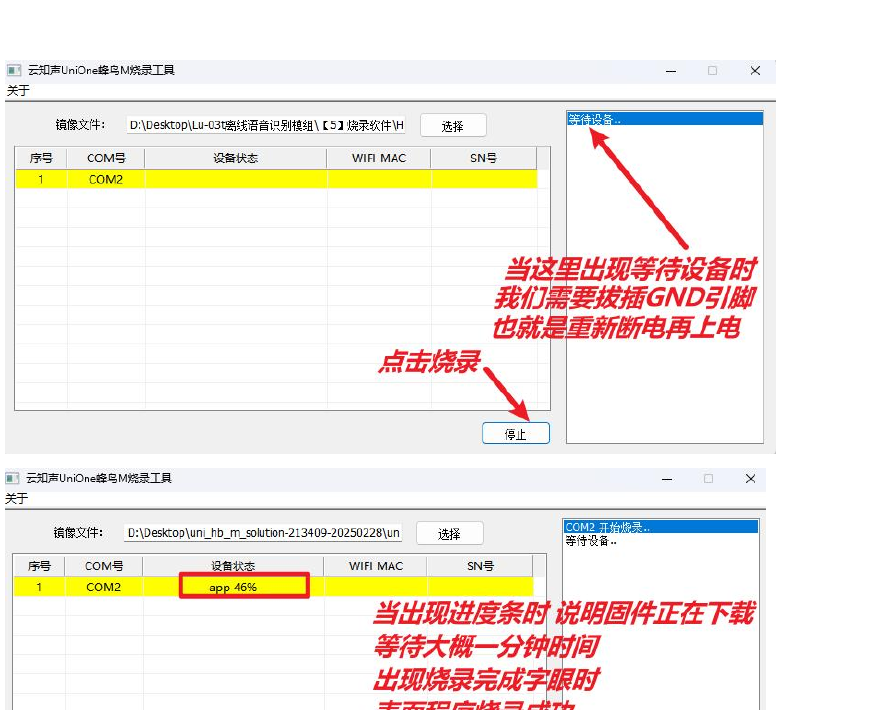 云知声UniOne蜂鸟M烧录工具
关于
镜像文件：
D:\Desktop\Lu-03t离线语音识别模组\【5】烧录软件\H
选择
等待设备..
序号 COM号 设备状态 WIFI MAC SN号
1 COM2
当这里出现等待设备时
我们需要拔插GND引脚
也就是重新断电再上电
点击烧录
停止
云知声UniOne蜂鸟M烧录工具
关于
镜像文件：
D:\Desktop\uni_hb_m_solution-213409-20250228\un
选择
COM2 开始烧录..
等待设备..
序号 COM号 设备状态 WIFI MAC SN号
1 COM2 app 46%
当出现进度条时 说明固件正在下载
等待大概一分钟时间
出现烧录完成字眼时